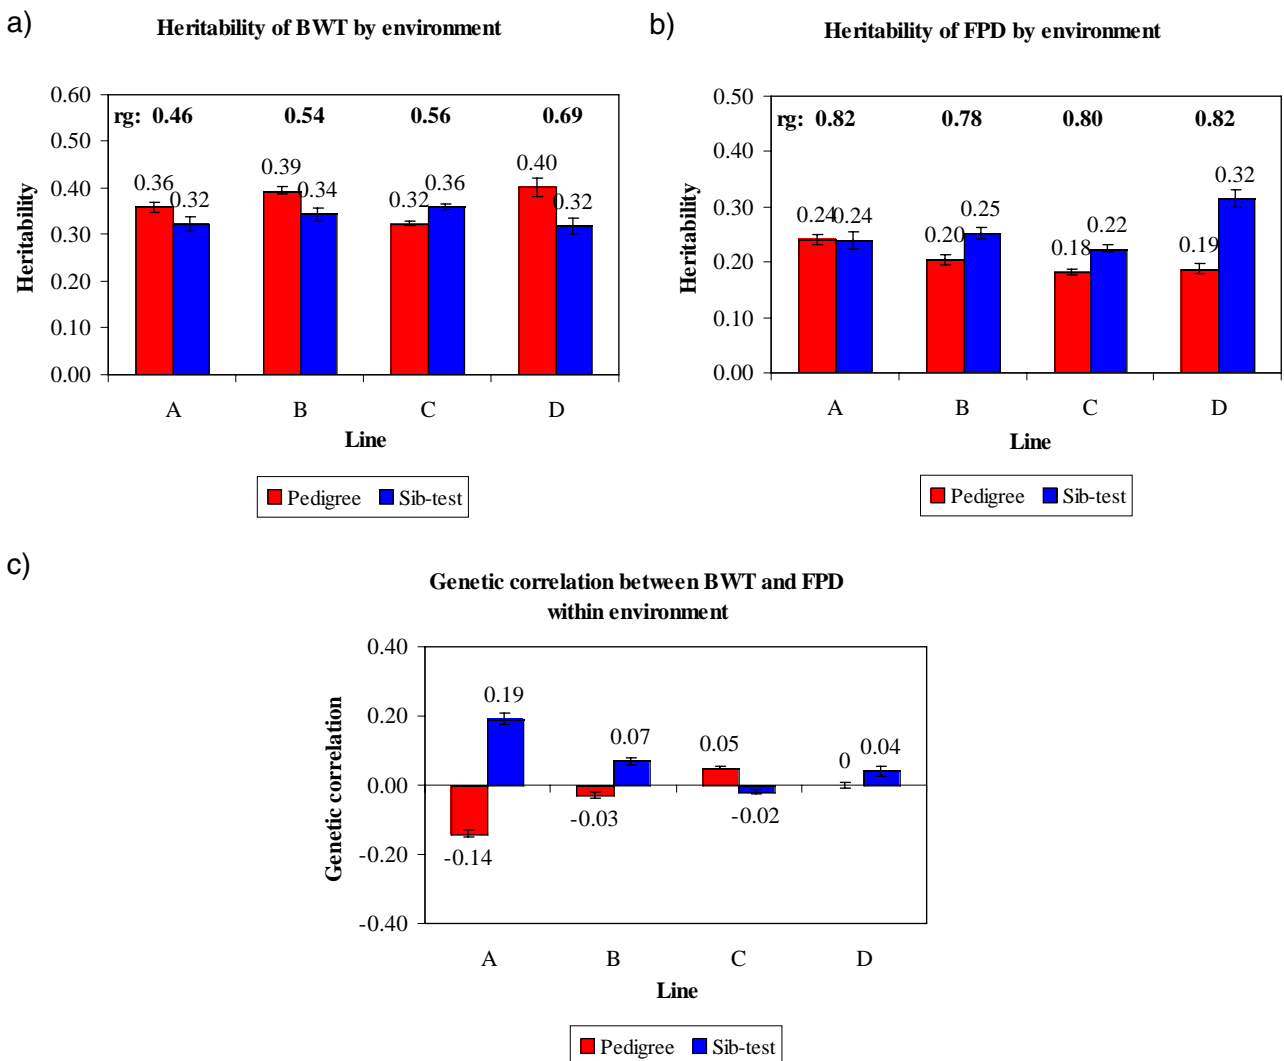 a)
Heritability of BWT by environment
0.60
0.50
0.40
0.30
0.20
0.10
0.00
Heritability
rg: 0.46 0.54 0.56 0.69
0.36 0.32 0.39 0.34 0.32 0.36 0.40 0.32
A B C D
Line
Pedigree Sib-test
b)
Heritability of FPD by environment
0.50
0.40
0.30
0.20
0.10
0.00
Heritability
rg: 0.82 0.78 0.80 0.82
0.24 0.24 0.20 0.25 0.18 0.22 0.19 0.32
A B C D
Line
Pedigree Sib-test
c)
Genetic correlation between BWT and FPD
within environment
0.40
0.20
0.00
-0.20
-0.40
Genetic correlation
-0.14 0.19 -0.03 0.07 0.05 -0.02 0 0.04
A B C D
Line
Pedigree Sib-test